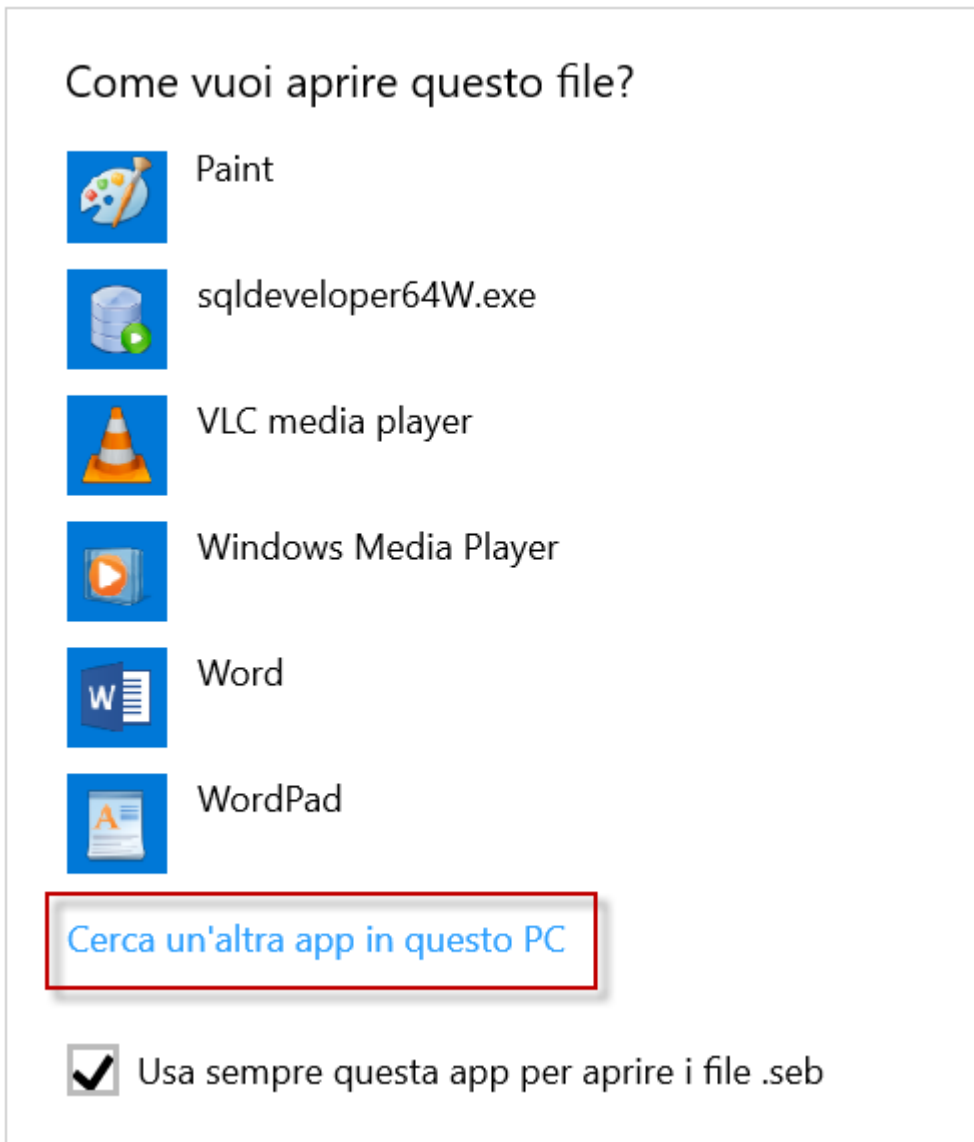 Come vuoi aprire questo file?
Paint
sqldeveloper64W.exe
VLC media player
Windows Media Player
Word
WordPad
Cerca un'altra app in questo PC
Usa sempre questa app per aprire i file .seb